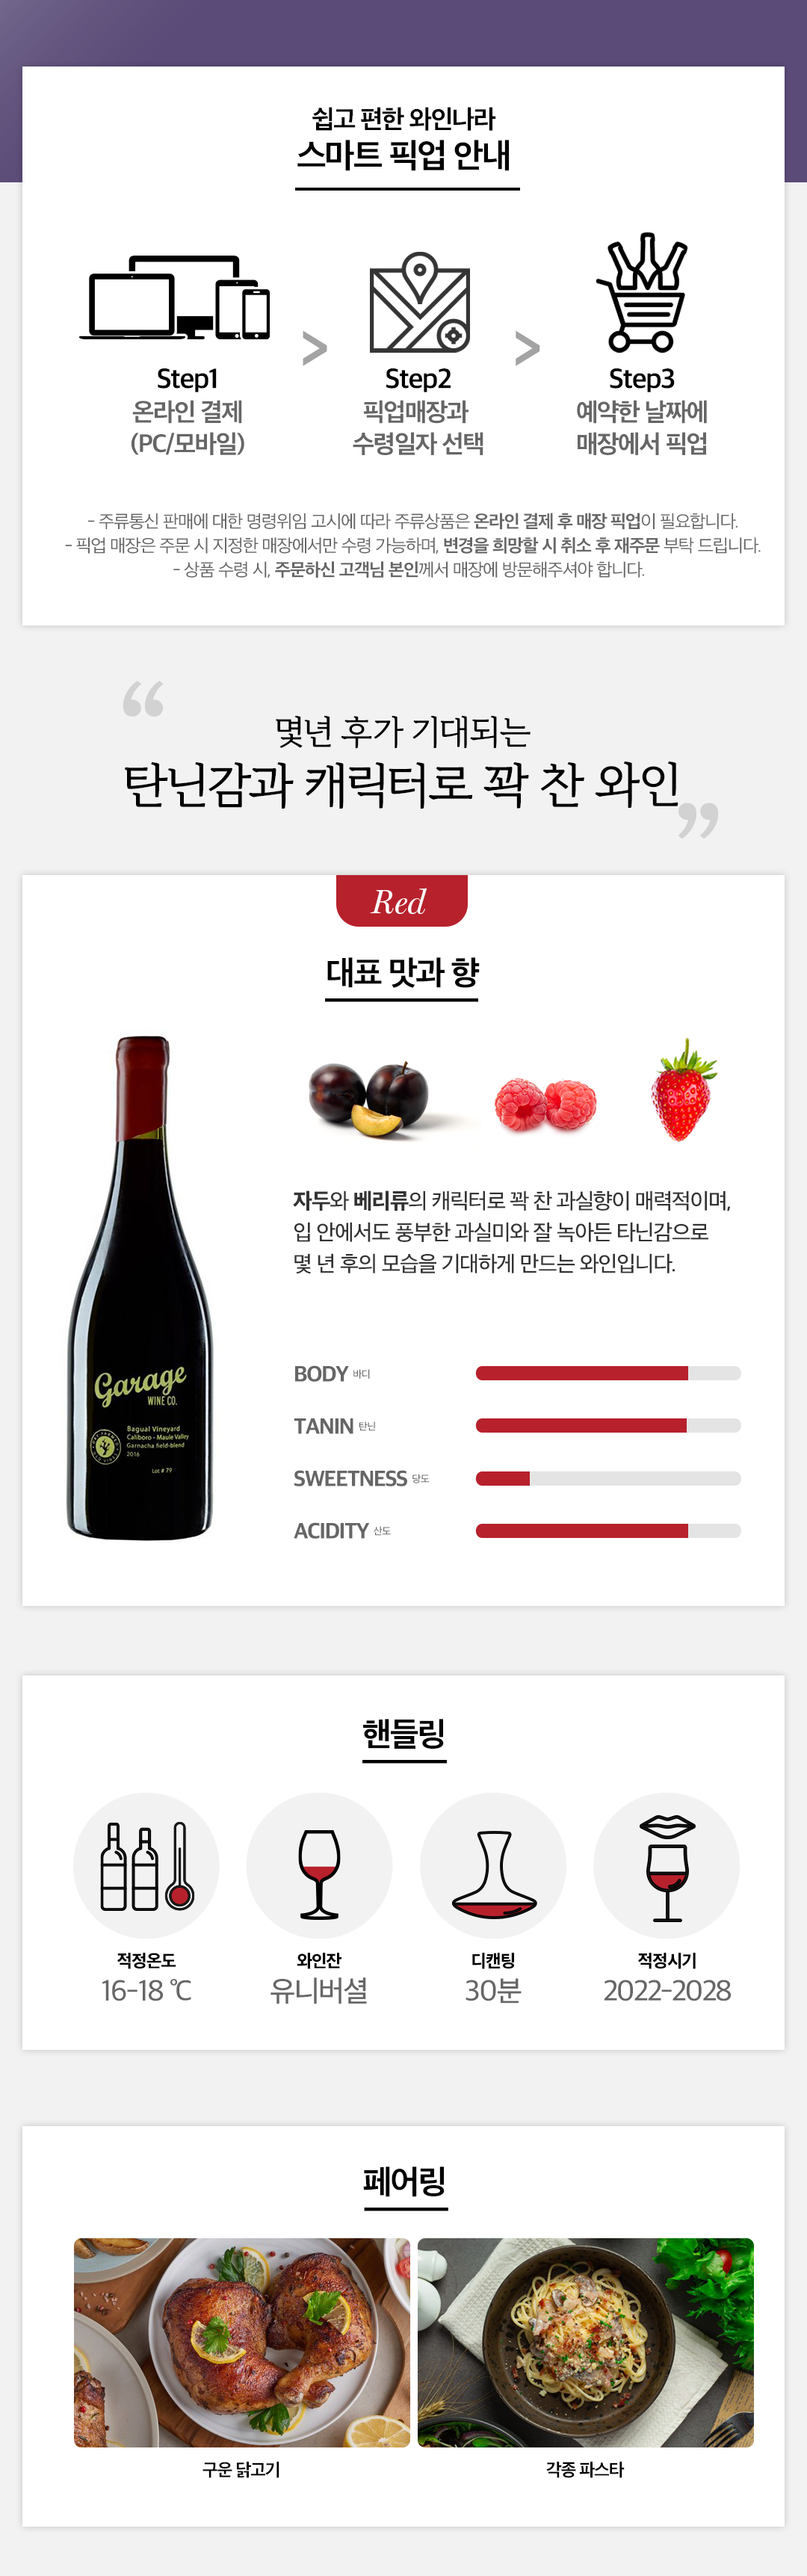 쉽고 편한 와인나라
스마트 픽업 안내
Step1
온라인 결제
(PC/모바일)
>
Step2
픽업매장과
수령일자 선택
>
Step3
예약한 날짜에
매장에서 픽업
- 주류통신 판매에 대한 명령위임 고시에 따라 주류상품은 온라인 결제 후 매장 픽업이 필요합니다.
- 픽업 매장은 주문 시 지정한 매장에서만 수령 가능하며, 변경을 희망할 시 취소 후 재주문 부탁 드립니다.
- 상품 수령 시, 주문하신 고객님 본인께서 매장에 방문해주셔야 합니다.
“
몇년 후가 기대되는
탄닌감과 캐릭터로 꽉 찬 와인
”
Red
대표 맛과 향
자두와 베리류의 캐릭터로 꽉 찬 과실향이 매력적이며,
입 안에서도 풍부한 과실미와 잘 녹아든 타닌감으로
몇 년 후의 모습을 기대하게 만드는 와인입니다.
Garage
WINE CO.
Bagual Vineyard
Caliboro - Maule Valley
Garnacha field-blend
2016
Lot # 79
BODY 바디
TANIN 탄닌
SWEETNESS 당도
ACIDITY 산도
핸들링
적정온도
16-18 ℃
와인잔
유니버셜
디캔팅
30분
적정시기
2022-2028
페어링
구운 닭고기
각종 파스타